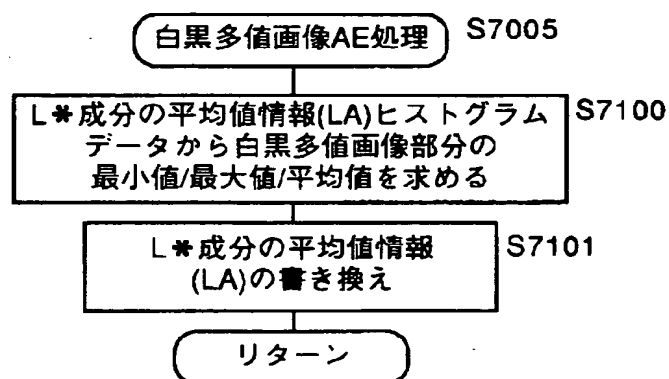 白黒多値画像AE処理 S7005
L*成分の平均値情報(LA)ヒストグラム S7100
データから白黒多値画像部分の
最小値/最大値/平均値を求める
L*成分の平均値情報 S7101
(LA)の書き換え
リターン